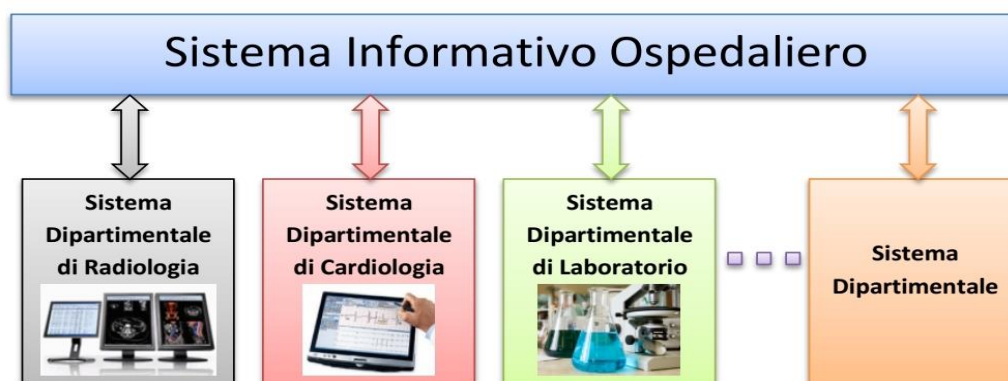 Sistema Informativo Ospedaliero
Sistema
Dipartimentale
di Radiologia
Sistema
Dipartimentale
di Cardiologia
Sistema
Dipartimentale
di Laboratorio
Sistema
Dipartimentale